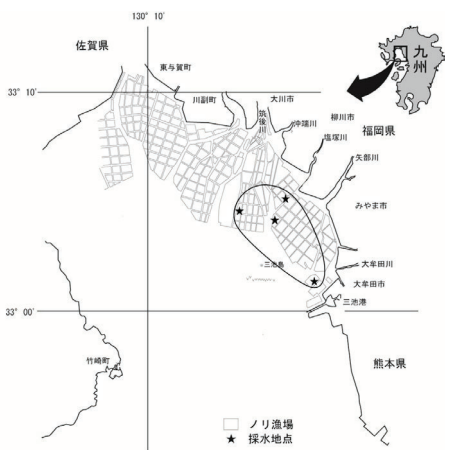 130° 10′
佐賀県
東与賀町
九州
33° 10′
川副町
大川市
筑後川
沖端川
柳川市
福岡県
塩塚川
矢部川
みやま市
三池島
大牟田川
大牟田市
33° 00′
三池港
竹崎町
熊本県
ノリ漁場
採水地点